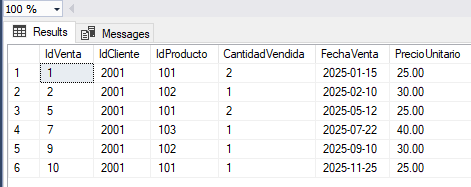 100 %
Results Messages
IdVenta IdCliente IdProducto CantidadVendida FechaVenta PrecioUnitario
1 1 2001 101 2 2025-01-15 25.00
2 2 2001 102 1 2025-02-10 30.00
3 5 2001 101 2 2025-05-12 25.00
4 7 2001 103 1 2025-07-22 40.00
5 9 2001 102 1 2025-09-10 30.00
6 10 2001 101 1 2025-11-25 25.00